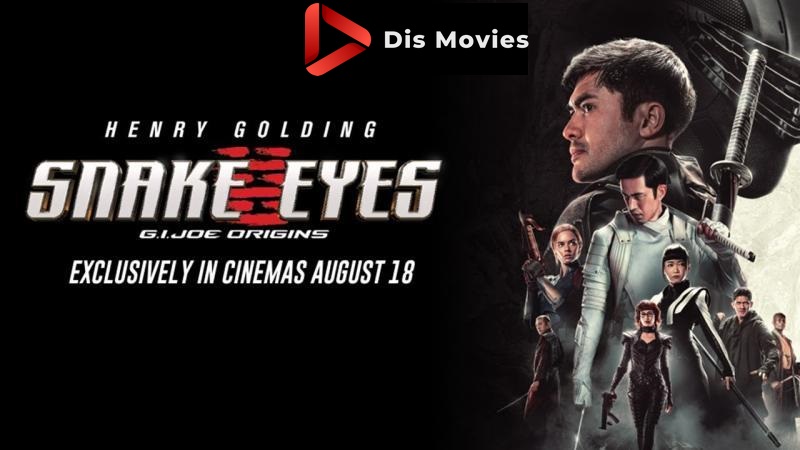 Dis Movies
HENRY GOLDING
SNAKE EYES
G.I.JOE ORIGINS
EXCLUSIVELY IN CINEMAS AUGUST 18